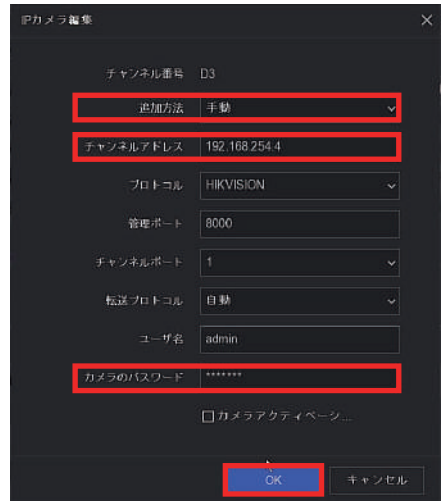 IPカメラ編集
チャンネル番号 D3
追加方法 手動
チャンネルアドレス 192.168.254.4
プロトコル HIKVISION
管理ポート 8000
チャンネルポート 1
転送プロトコル 自動
ユーザ名 admin
カメラのパスワード *******
カメラアクティベーシ...
OK キャンセル